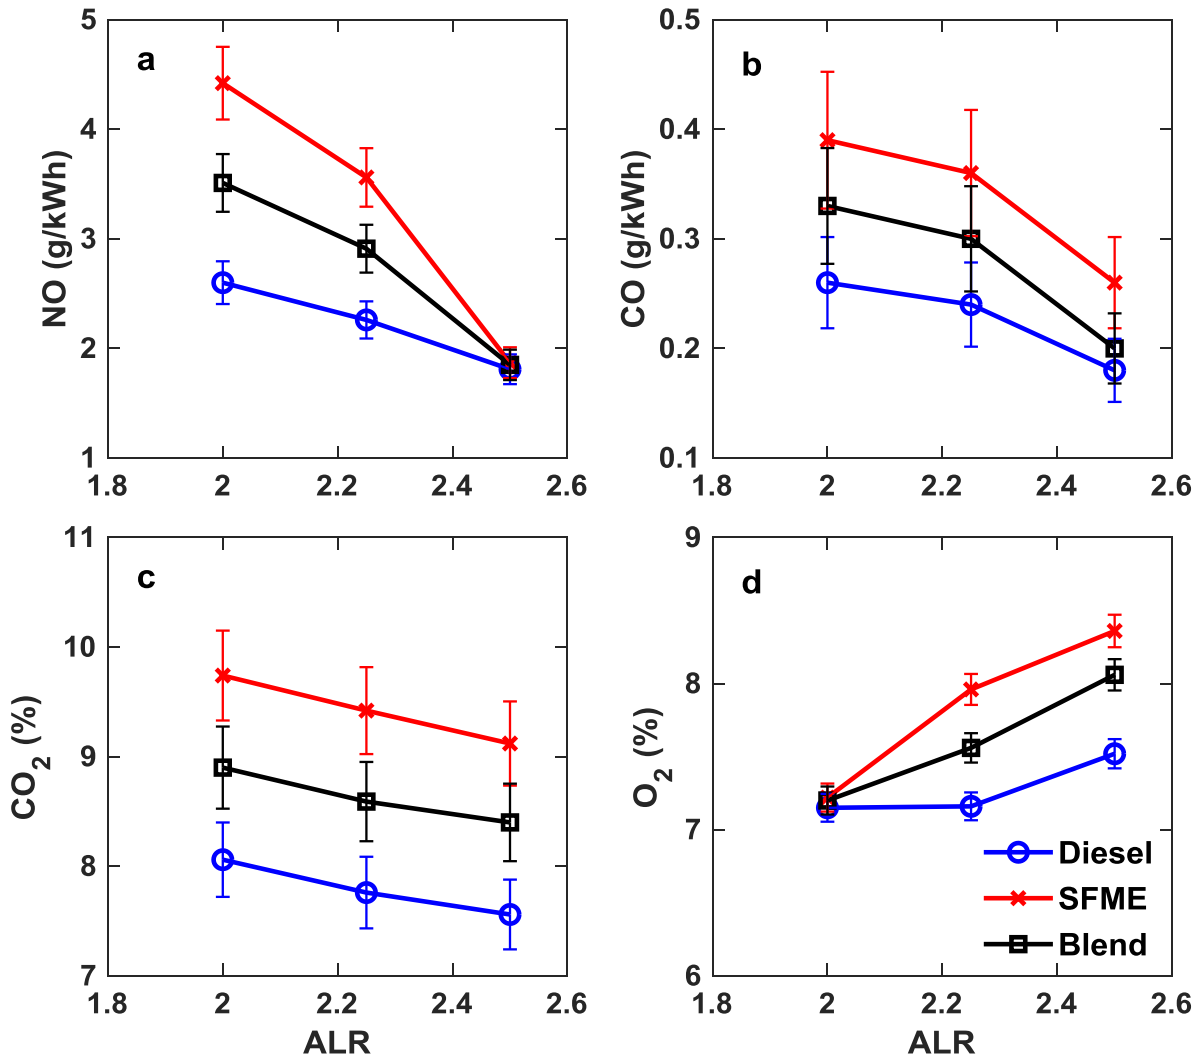 a
NO (g/kWh)
5
4
3
2
1
1.8 2 2.2 2.4 2.6
b
CO (g/kWh)
0.5
0.4
0.3
0.2
0.1
1.8 2 2.2 2.4 2.6
c
CO2 (%)
11
10
9
8
7
1.8 2 2.2 2.4 2.6
ALR
d
O2 (%)
9
8
7
6
1.8 2 2.2 2.4 2.6
ALR
Diesel
SFME
Blend